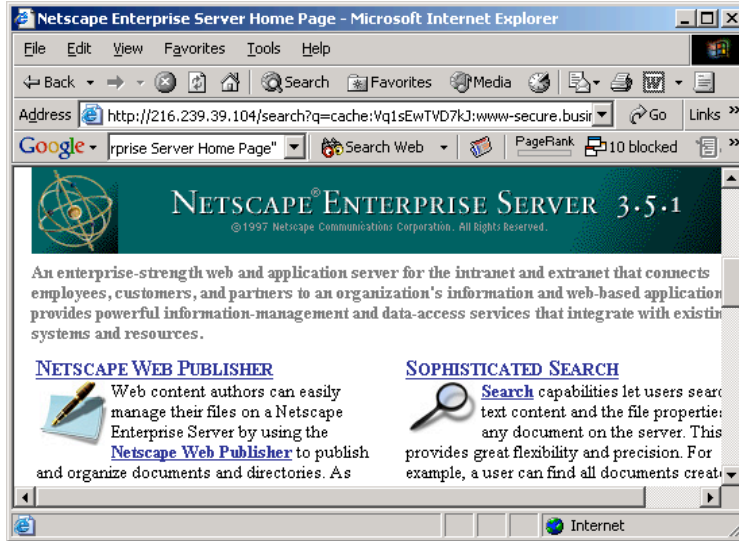 Netscape Enterprise Server Home Page - Microsoft Internet Explorer
File Edit View Favorites Tools Help
Back Search Favorites Media
Address http://216.239.39.104/search?q=cache:Vq1sEwTVD7kJ:www-secure.busir Go Links »
Google rprise Server Home Page" Search Web PageRank 10 blocked »
NETSCAPE® ENTERPRISE SERVER 3.5.1
©1997 Netscape Communications Corporation. All Rights Reserved.
An enterprise-strength web and application server for the intranet and extranet that connects
employees, customers, and partners to an organization's information and web-based application
provides powerful information-management and data-access services that integrate with existin
systems and resources.
NETSCAPE WEB PUBLISHER
Web content authors can easily
manage their files on a Netscape
Enterprise Server by using the
Netscape Web Publisher to publish
and organize documents and directories. As
SOPHISTICATED SEARCH
Search capabilities let users searc
text content and the file properties
any document on the server. This
provides great flexibility and precision. For
example, a user can find all documents create
Internet